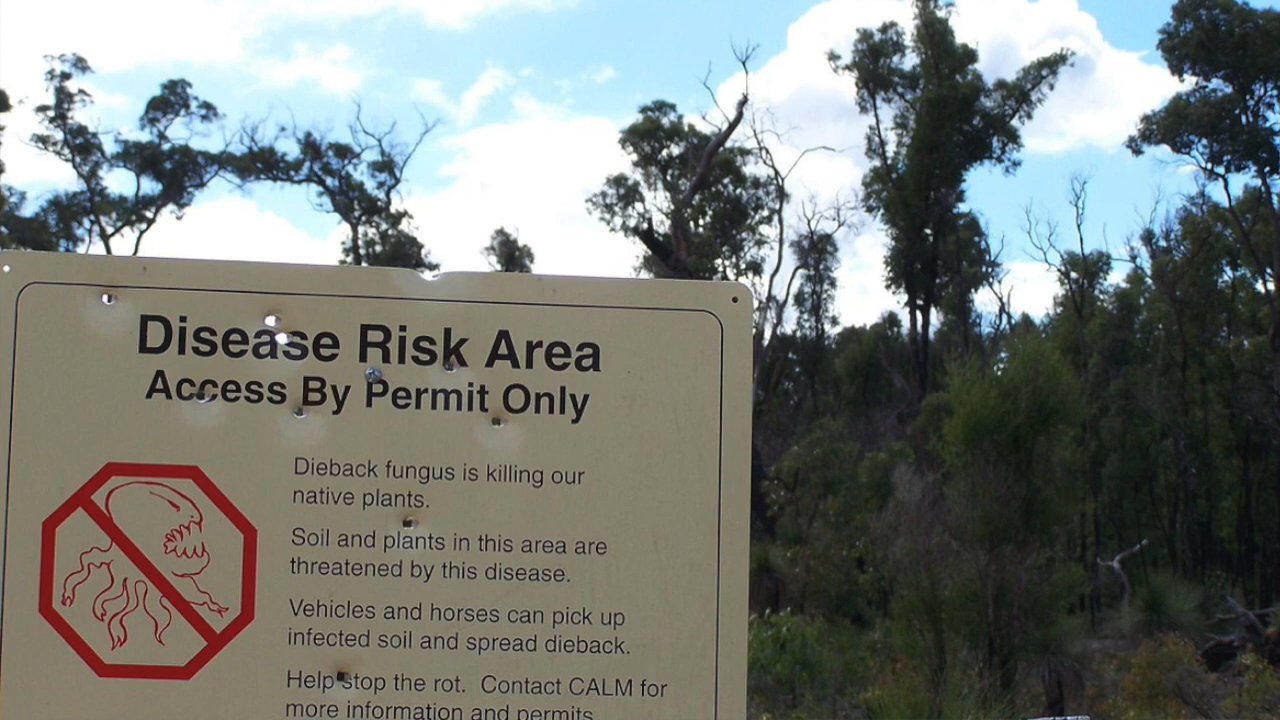 Disease Risk Area
Access By Permit Only
Dieback fungus is killing our
native plants.
Soil and plants in this area are
threatened by this disease.
Vehicles and horses can pick up
infected soil and spread dieback.
Help stop the rot. Contact CALM for
more information and permits